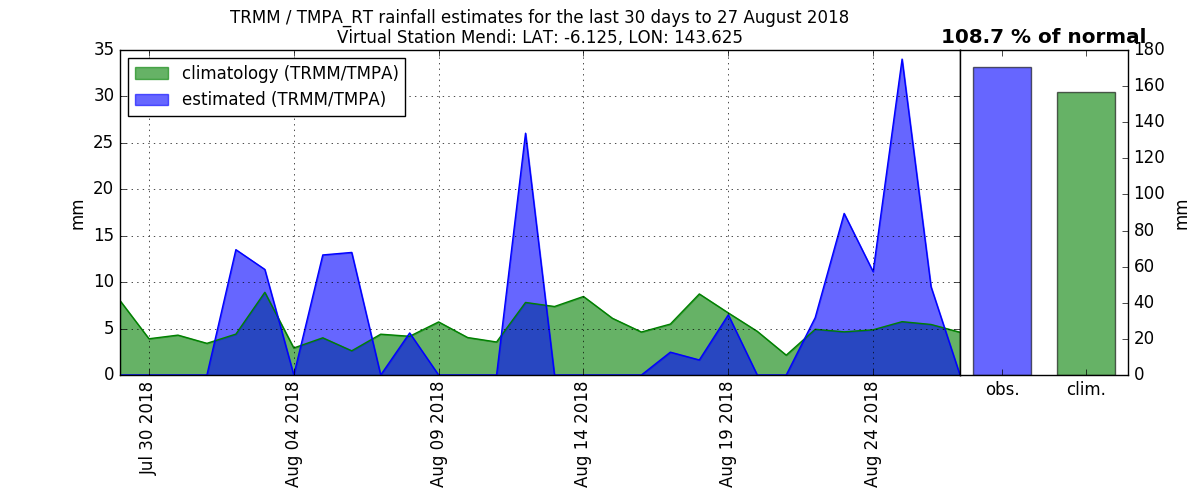 TRMM / TMPA_RT rainfall estimates for the last 30 days to 27 August 2018
Virtual Station Mendi: LAT: -6.125, LON: 143.625
108.7 % of normal
climatology (TRMM/TMPA)
estimated (TRMM/TMPA)
35
30
25
20
15
10
5
0
mm
Jul 30 2018
Aug 04 2018
Aug 09 2018
Aug 14 2018
Aug 19 2018
Aug 24 2018
180
160
140
120
100
80
60
40
20
0
mm
obs.
clim.